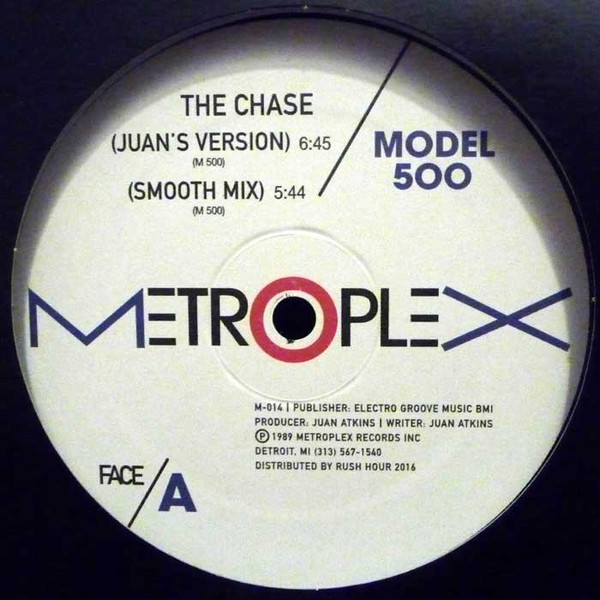 THE CHASE
(JUAN'S VERSION) 6:45
(M 500)
(SMOOTH MIX) 5:44
(M 500)
MODEL
500
METROPLEX
M-014 | PUBLISHER: ELECTRO GROOVE MUSIC BMI
PRODUCER: JUAN ATKINS | WRITER: JUAN ATKINS
℗ 1989 METROPLEX RECORDS INC
DETROIT, MI (313) 567-1540
DISTRIBUTED BY RUSH HOUR 2016
FACE/A